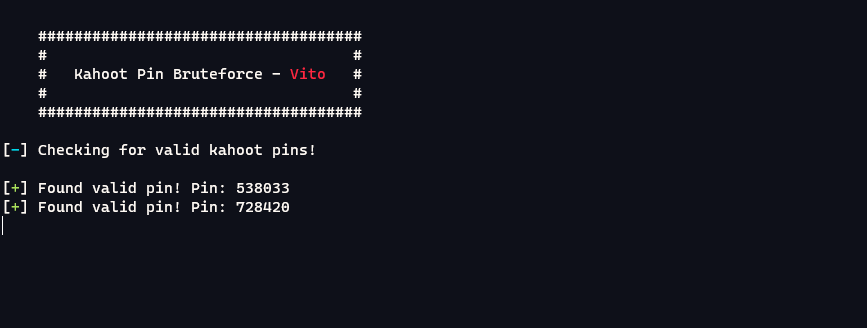 ####################################
#                                  #
#   Kahoot Pin Bruteforce - Vito   #
#                                  #
####################################
[-] Checking for valid kahoot pins!
[+] Found valid pin! Pin: 538033
[+] Found valid pin! Pin: 728420